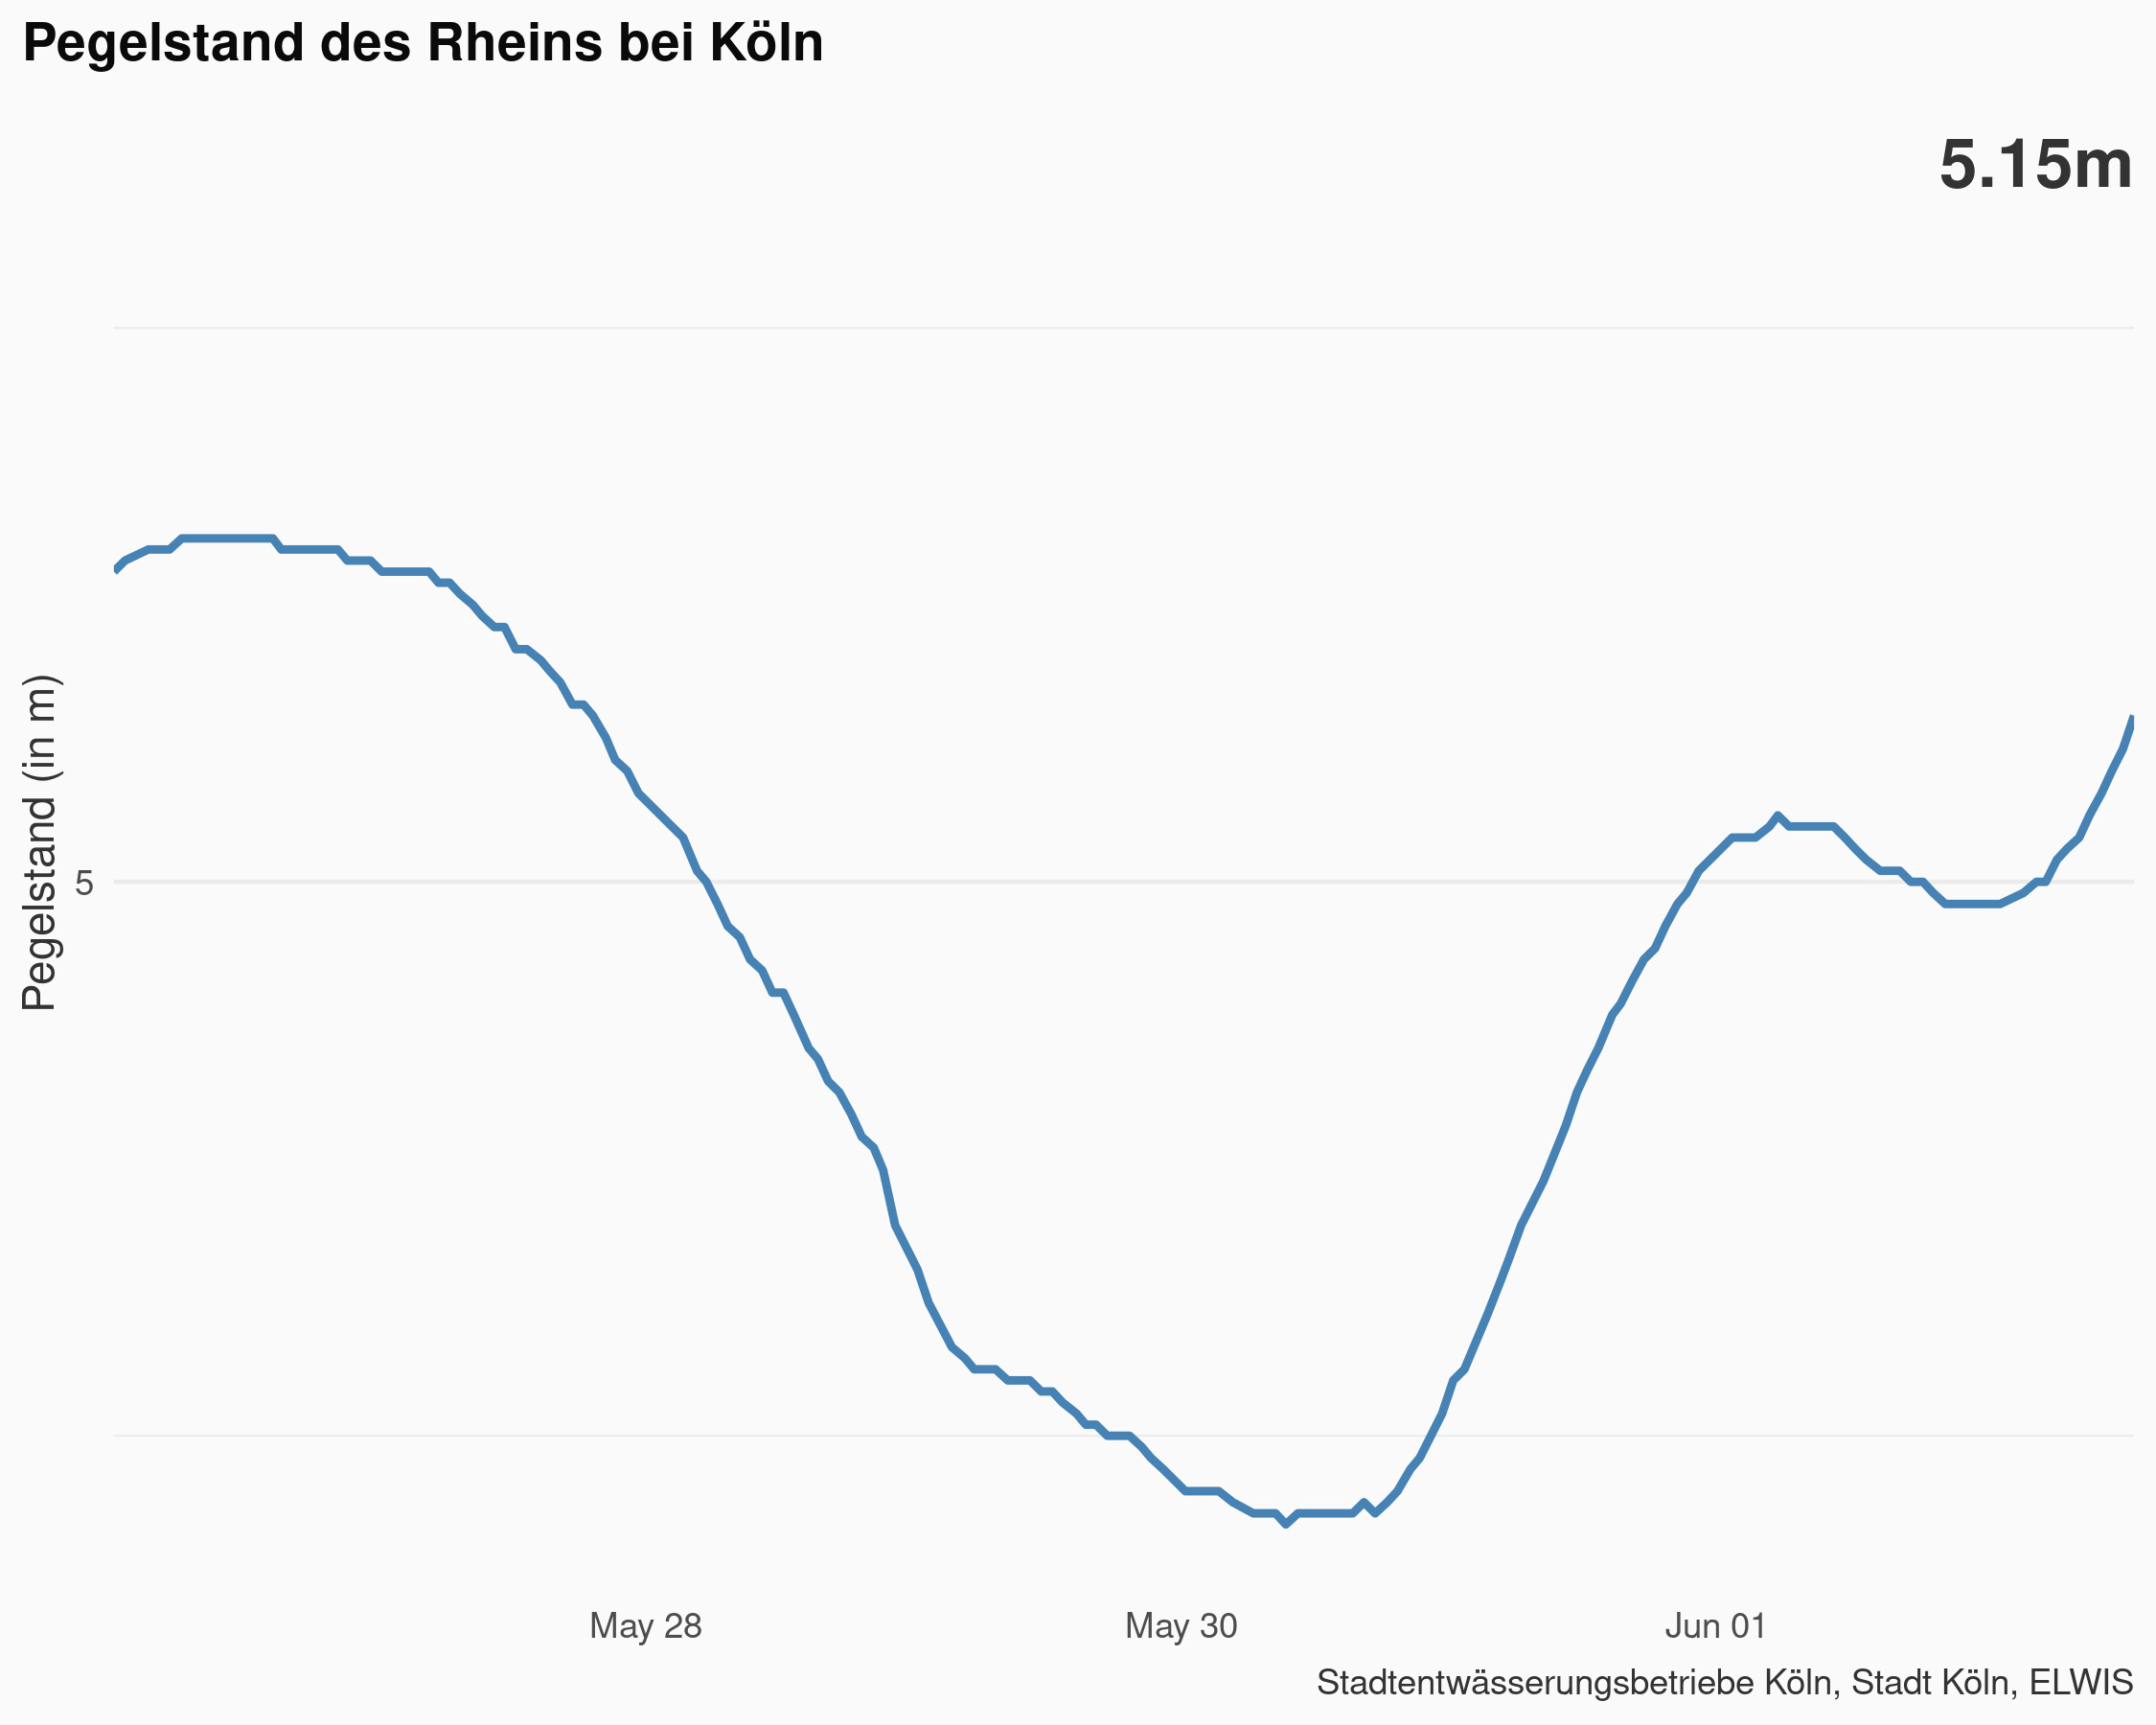 Pegelstand des Rheins bei Köln
5.15m
Pegelstand (in m)
5
May 28
May 30
Jun 01
Stadtentwässerungsbetriebe Köln, Stadt Köln, ELWIS